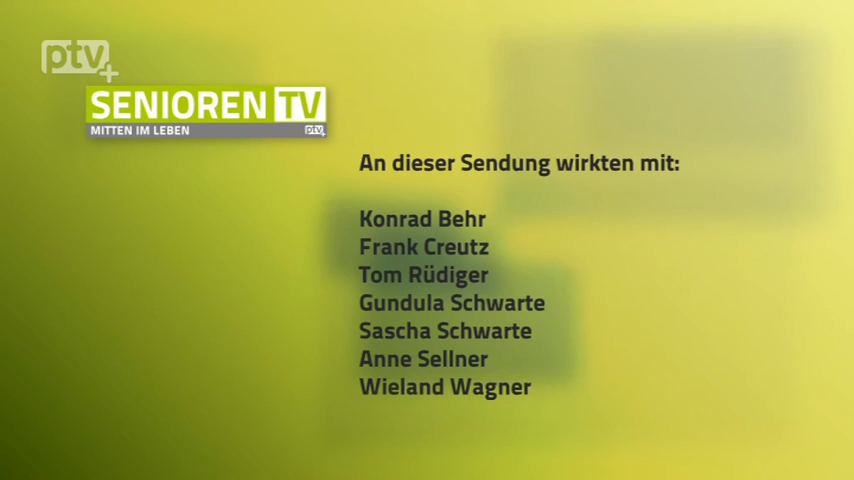 ptv+
SENIOREN TV
MITTEN IM LEBEN ptv+
An dieser Sendung wirkten mit:
Konrad Behr
Frank Creutz
Tom Rüdiger
Gundula Schwarte
Sascha Schwarte
Anne Sellner
Wieland Wagner